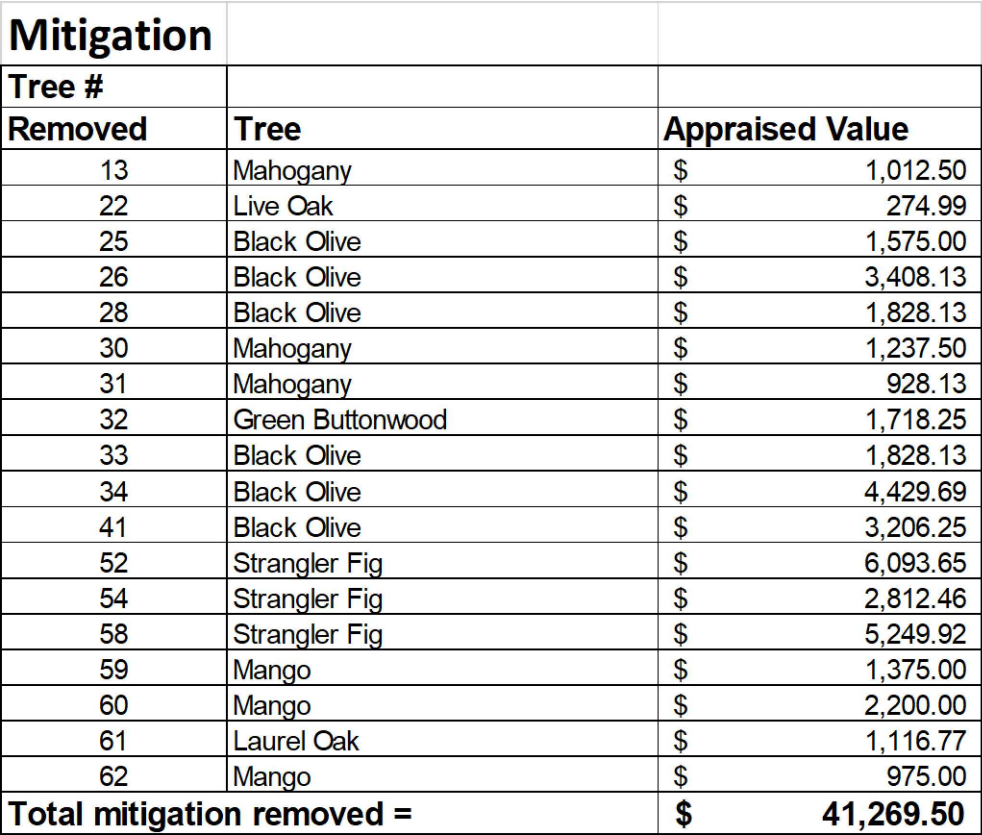 Mitigation
Tree #
Removed Tree Appraised Value
13 Mahogany $ 1,012.50
22 Live Oak $ 274.99
25 Black Olive $ 1,575.00
26 Black Olive $ 3,408.13
28 Black Olive $ 1,828.13
30 Mahogany $ 1,237.50
31 Mahogany $ 928.13
32 Green Buttonwood $ 1,718.25
33 Black Olive $ 1,828.13
34 Black Olive $ 4,429.69
41 Black Olive $ 3,206.25
52 Strangler Fig $ 6,093.65
54 Strangler Fig $ 2,812.46
58 Strangler Fig $ 5,249.92
59 Mango $ 1,375.00
60 Mango $ 2,200.00
61 Laurel Oak $ 1,116.77
62 Mango $ 975.00
Total mitigation removed = $ 41,269.50